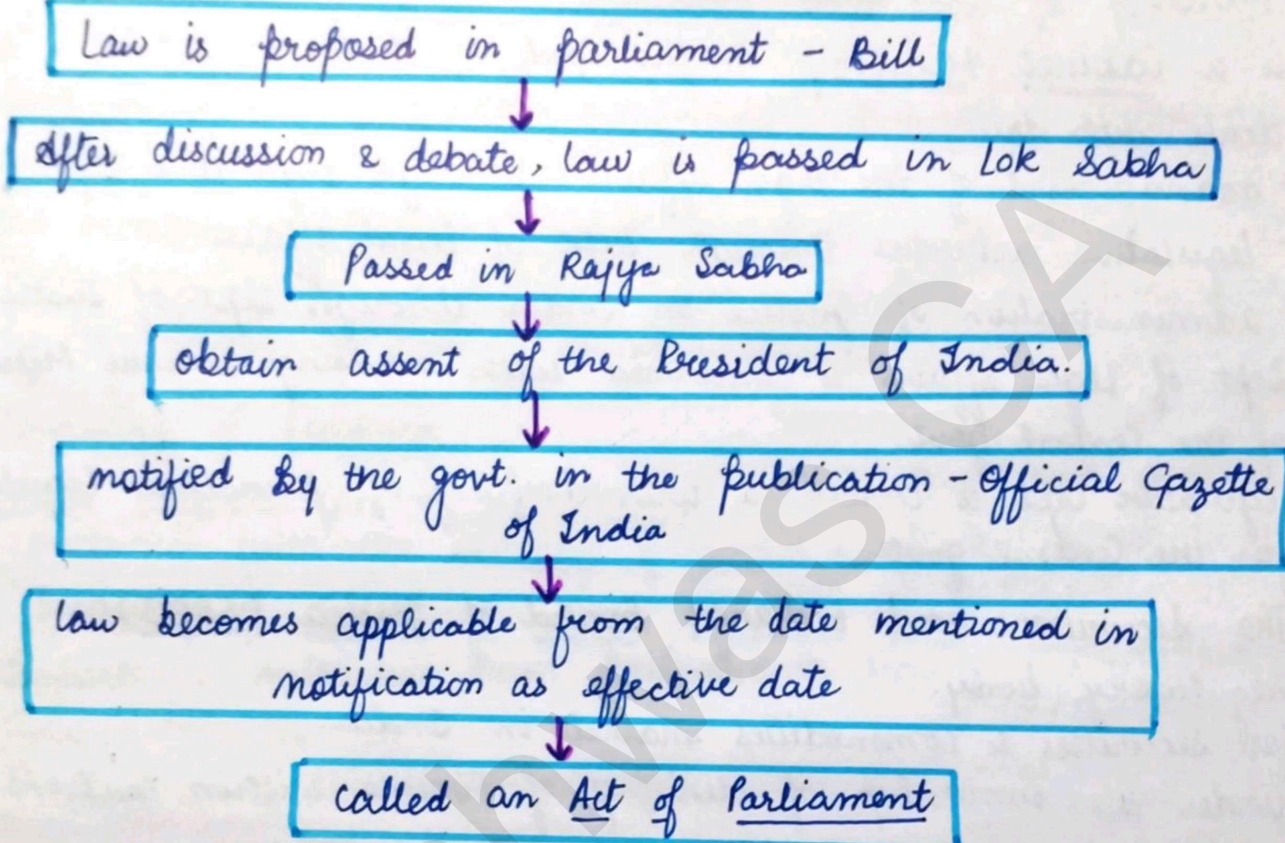 Law is proposed in parliament - Bill
After discussion & debate, law is passed in Lok Sabha
Passed in Rajya Sabha
obtain assent of the President of India.
notified by the govt. in the publication - Official Gazette
of India
law becomes applicable from the date mentioned in
notification as effective date
called an Act of Parliament
CA